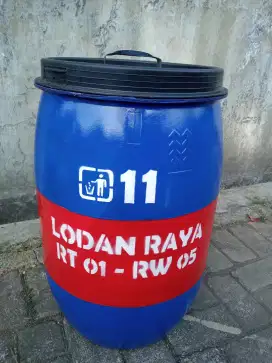 11
LODAN RAYA
RT 01 - RW 05